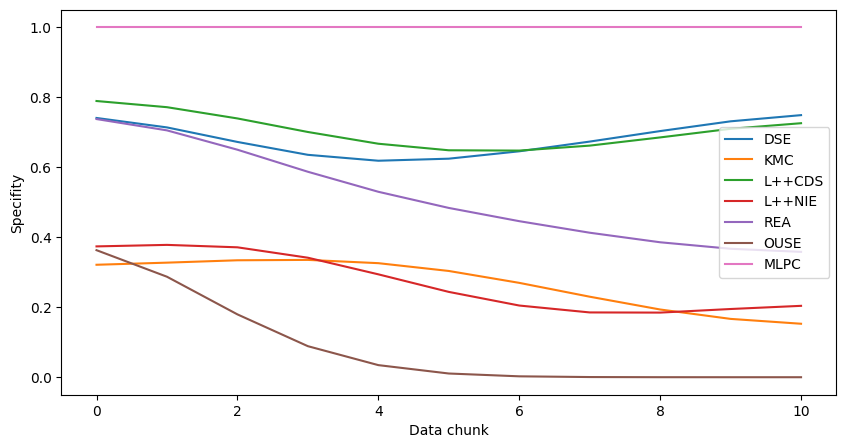 1.0
0.8
0.6
0.4
0.2
0.0
Specifity
0
2
4
6
8
10
Data chunk
DSE
KMC
L++CDS
L++NIE
REA
OUSE
MLPC